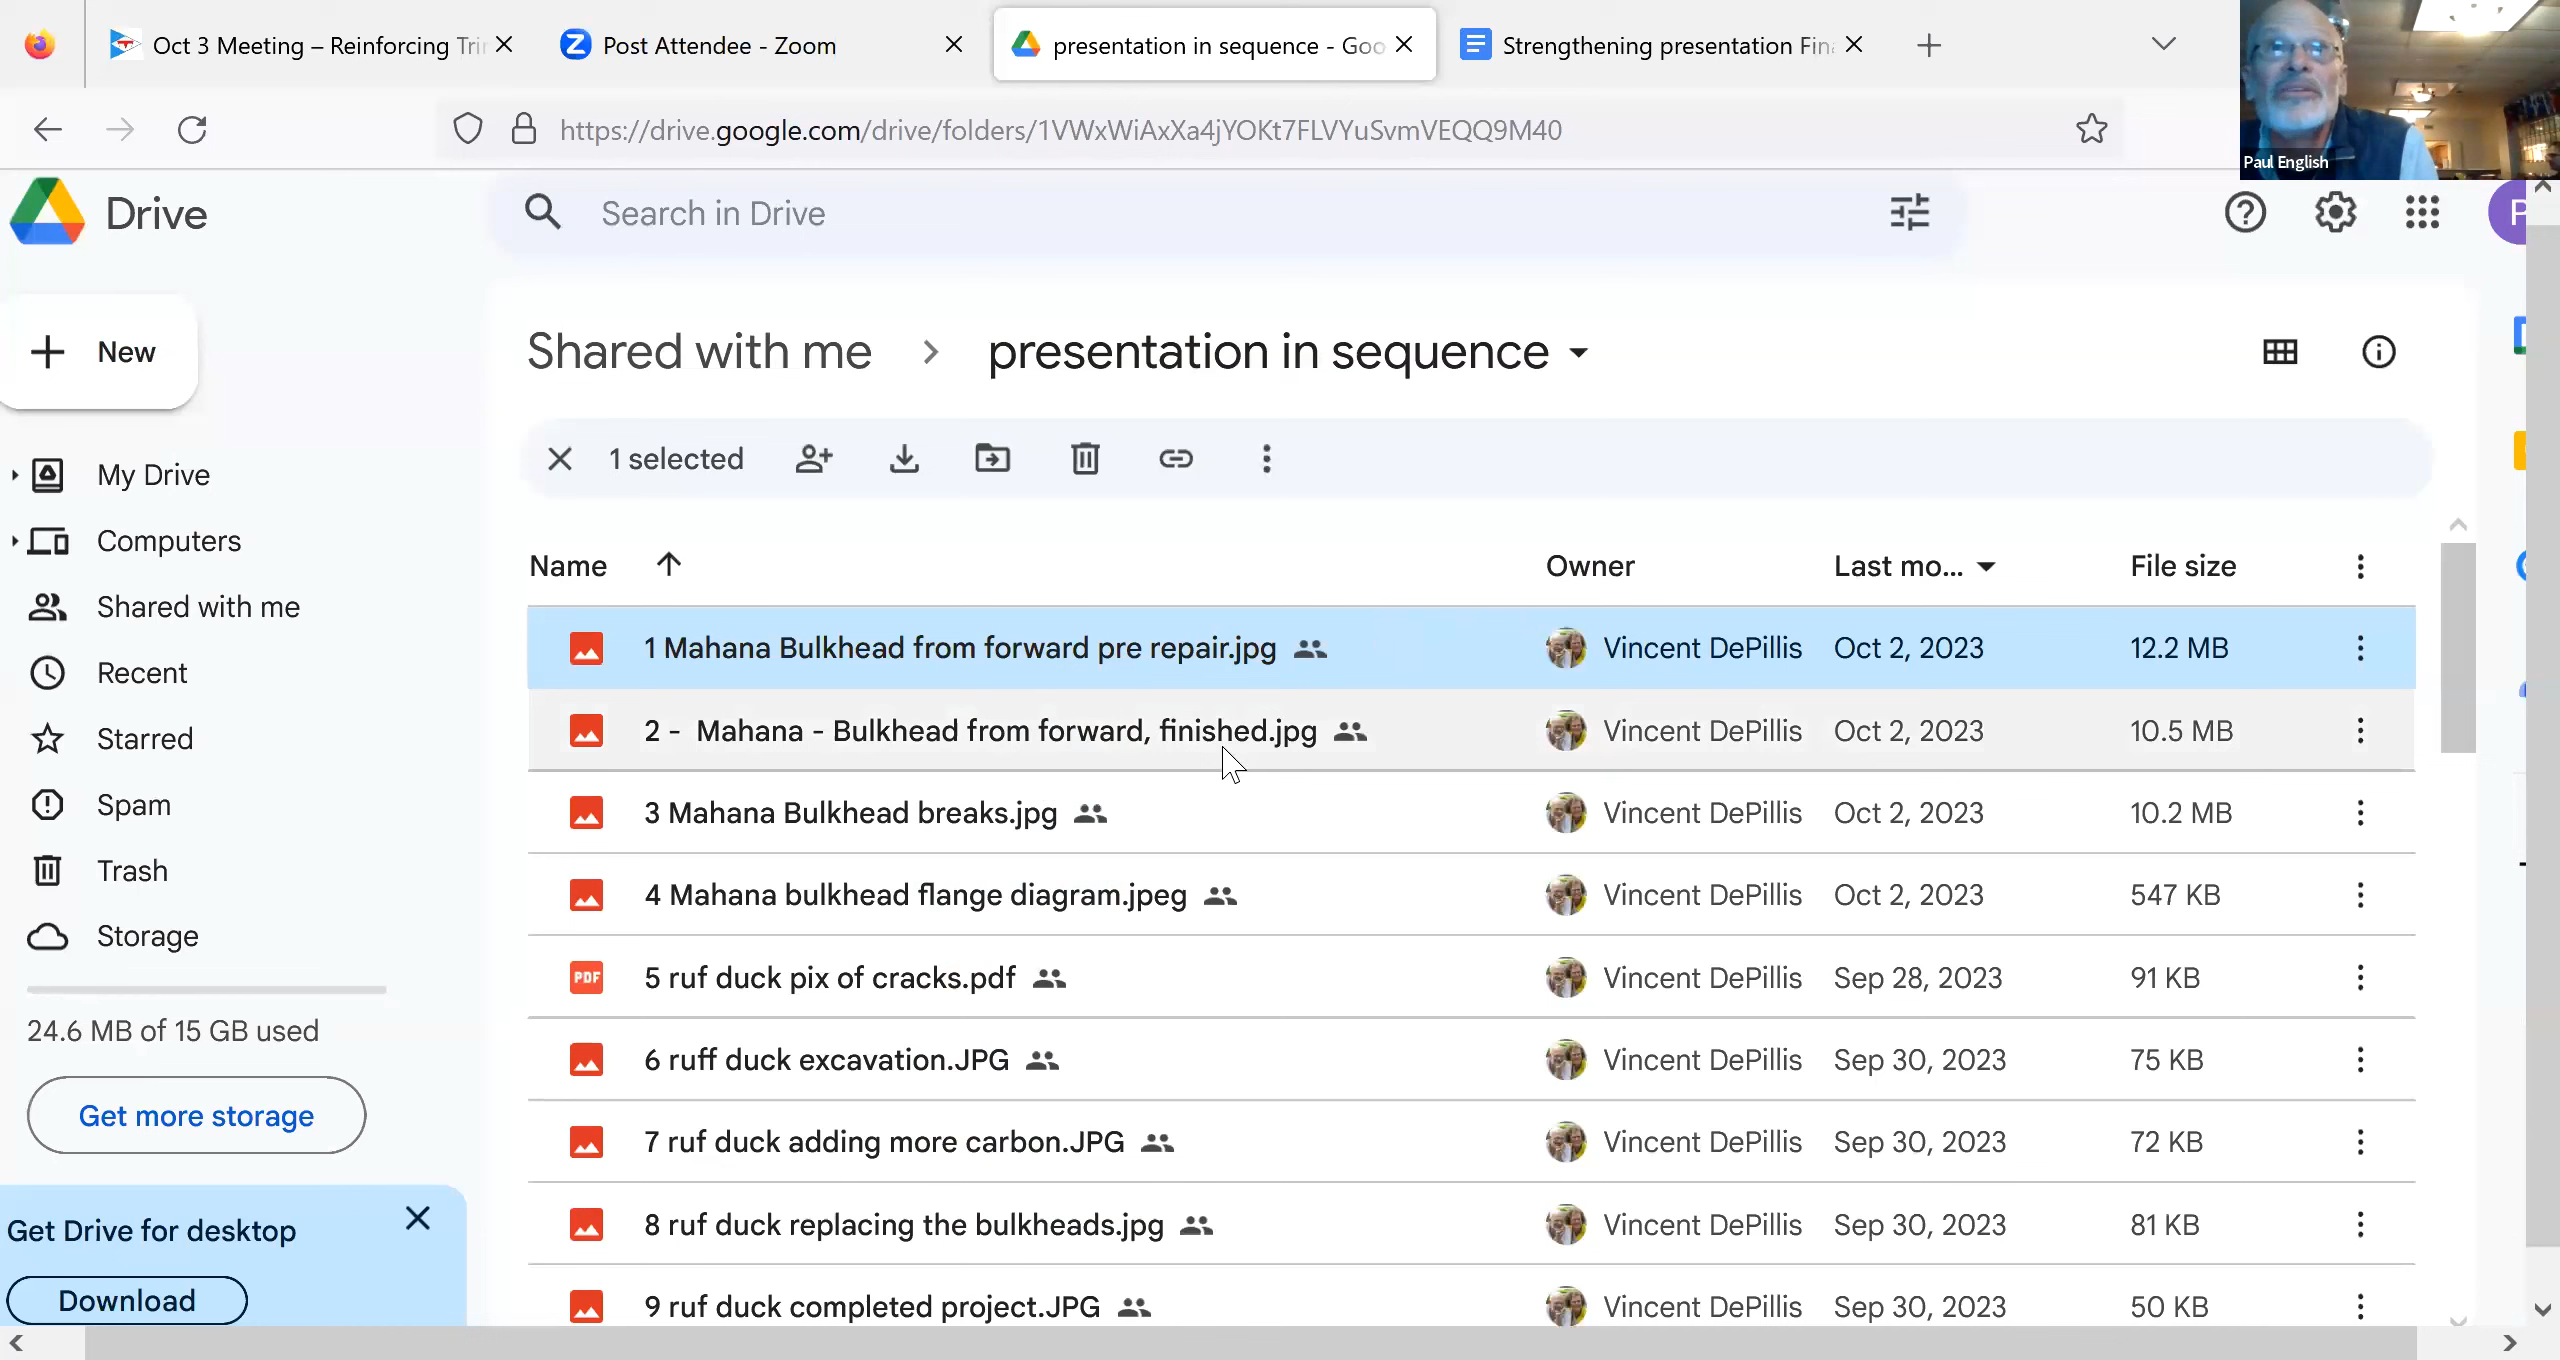 Oct 3 Meeting – Reinforcing Tri
Post Attendee - Zoom
presentation in sequence - Goo
Strengthening presentation Fin
https://drive.google.com/drive/folders/1VWxWiAxXa4jYOKt7FLVYuSvmVEQQ9M40
Paul English
Drive
Search in Drive
P
New
Shared with me
presentation in sequence
1 selected
My Drive
Computers
Shared with me
Recent
Starred
Spam
Trash
Storage
24.6 MB of 15 GB used
Get more storage
Get Drive for desktop
Download
Name Owner Last mo... File size
1 Mahana Bulkhead from forward pre repair.jpg Vincent DePillis Oct 2, 2023 12.2 MB
2 - Mahana - Bulkhead from forward, finished.jpg Vincent DePillis Oct 2, 2023 10.5 MB
3 Mahana Bulkhead breaks.jpg Vincent DePillis Oct 2, 2023 10.2 MB
4 Mahana bulkhead flange diagram.jpeg Vincent DePillis Oct 2, 2023 547 KB
PDF 5 ruf duck pix of cracks.pdf Vincent DePillis Sep 28, 2023 91 KB
6 ruff duck excavation.JPG Vincent DePillis Sep 30, 2023 75 KB
7 ruf duck adding more carbon.JPG Vincent DePillis Sep 30, 2023 72 KB
8 ruf duck replacing the bulkheads.jpg Vincent DePillis Sep 30, 2023 81 KB
9 ruf duck completed project.JPG Vincent DePillis Sep 30, 2023 50 KB